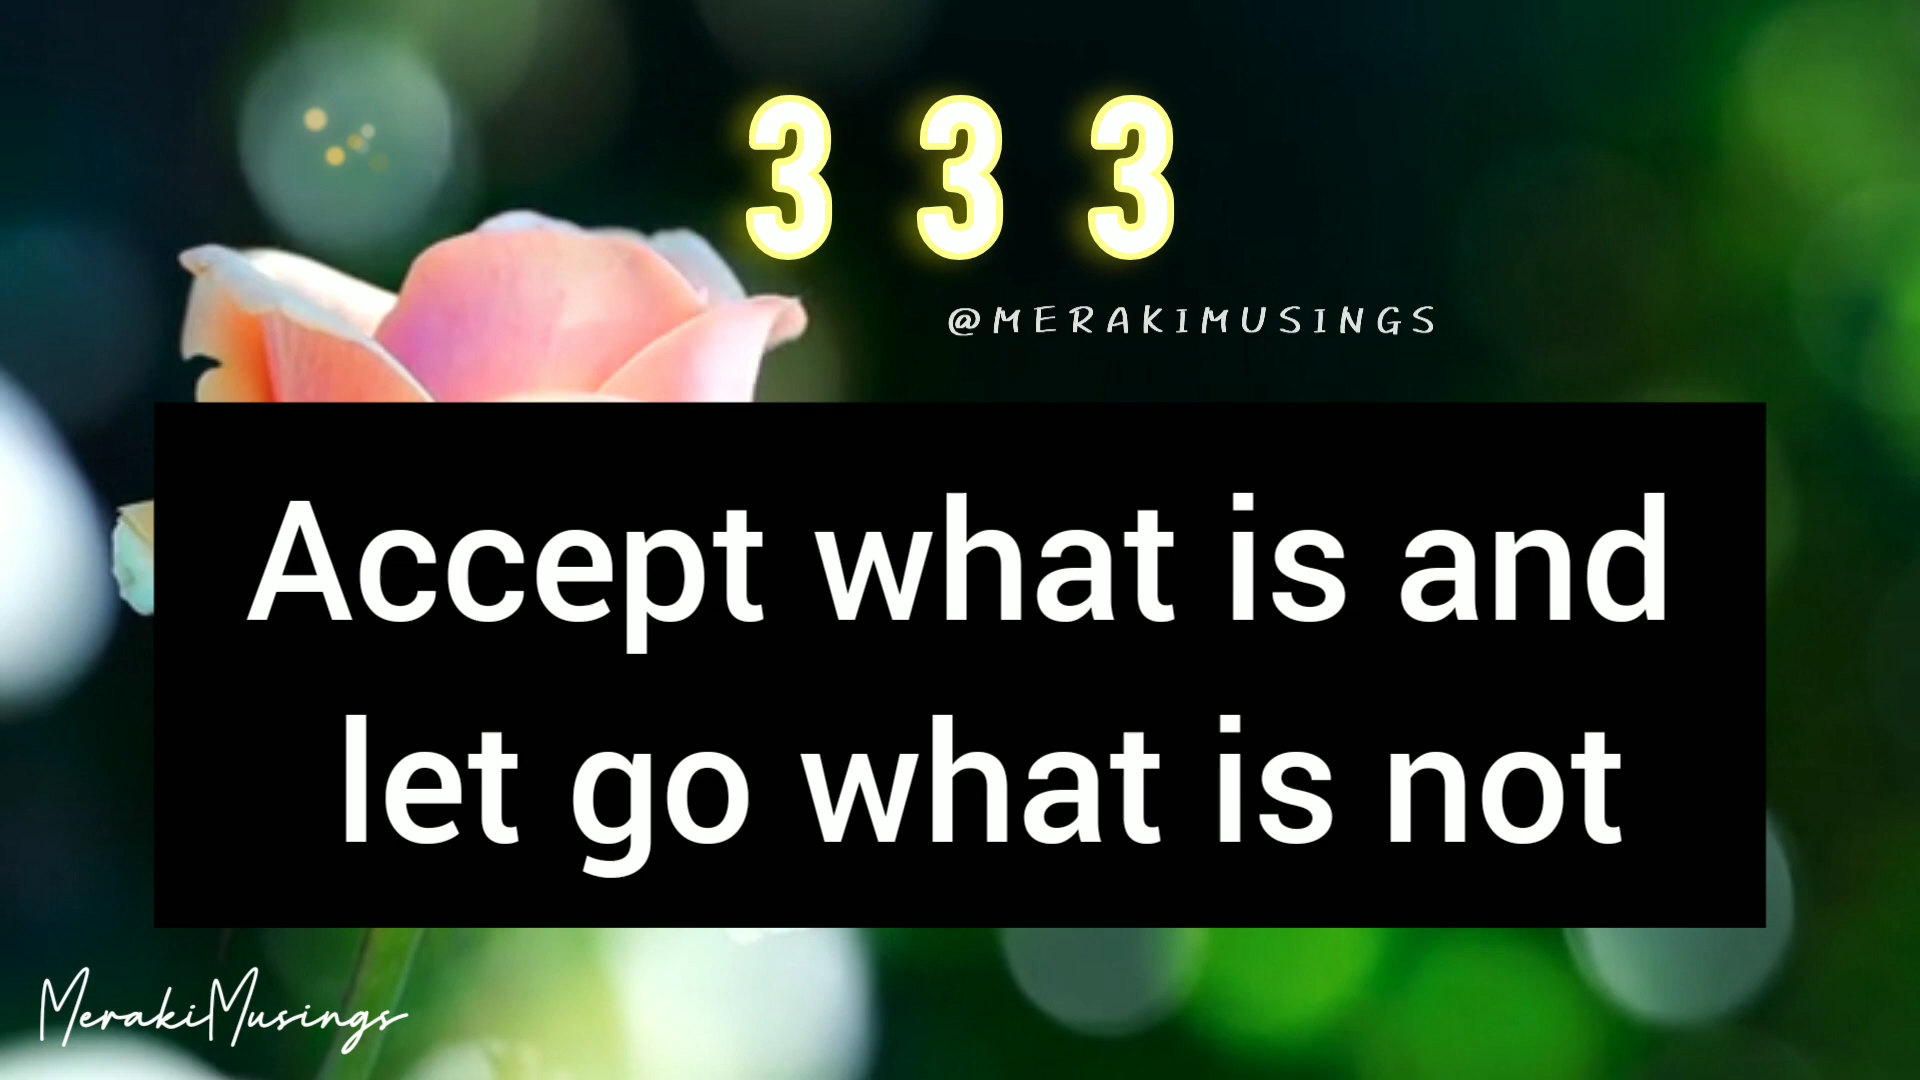 3 3 3
@MERAKIMUSINGS
Accept what is and
let go what is not
MerakiMusings